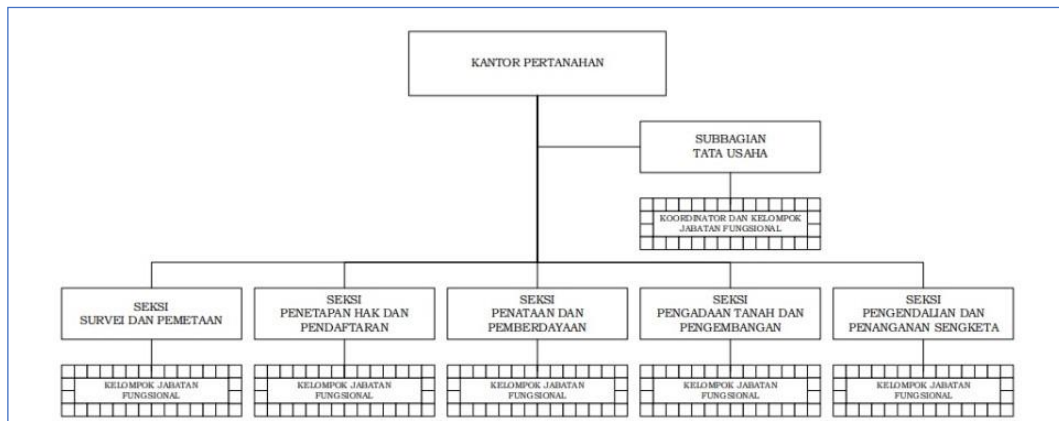 KANTOR PERTANAHAN
SUBBAGIAN
TATA USAHA
KOORDINATOR DAN KELOMPOK
JABATAN FUNGSIONAL
SEKSI
SURVEI DAN PEMETAAN
SEKSI
PENETAPAN HAK DAN
PENDAFTARAN
SEKSI
PENATAAN DAN
PEMBERDAYAAN
SEKSI
PENGADAAN TANAH DAN
PENGEMBANGAN
SEKSI
PENGENDALIAN DAN
PENANGANAN SENGKETA
KELOMPOK JABATAN
FUNGSIONAL
KELOMPOK JABATAN
FUNGSIONAL
KELOMPOK JABATAN
FUNGSIONAL
KELOMPOK JABATAN
FUNGSIONAL
KELOMPOK JABATAN
FUNGSIONAL